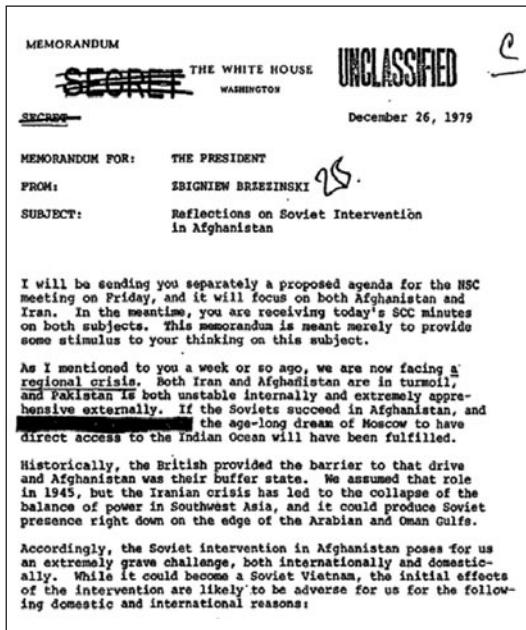 MEMORANDUM
SECRET
THE WHITE HOUSE
UNCLASSIFIED
C
WASHINGTON
SECRET
December 26, 1979
MEMORANDUM FOR: THE PRESIDENT
FROM: ZBIGNIEW BRZEZINSKI
SUBJECT: Reflections on Soviet Intervention
in Afghanistan
I will be sending you separately a proposed agenda for the NSC
meeting on Friday, and it will focus on both Afghanistan and
Iran. In the meantime, you are receiving today's SCC minutes
on both subjects. This memorandum is meant merely to provide
some stimulus to your thinking on this subject.
As I mentioned to you a week or so ago, we are now facing a
regional crisis. Both Iran and Afghanistan are in turmoil,
and Pakistan is both unstable internally and extremely appre-
hensive externally. If the Soviets succeed in Afghanistan, and
the age-long dream of Moscow to have
direct access to the Indian Ocean will have been fulfilled.
Historically, the British provided the barrier to that drive
and Afghanistan was their buffer state. We assumed that role
in 1945, but the Iranian crisis has led to the collapse of the
balance of power in Southwest Asia, and it could produce Soviet
presence right down on the edge of the Arabian and Oman Gulfs.
Accordingly, the Soviet intervention in Afghanistan poses for us
an extremely grave challenge, both internationally and domestic-
ally. While it could become a Soviet Vietnam, the initial effects
of the intervention are likely to be adverse for us for the follow-
ing domestic and international reasons: